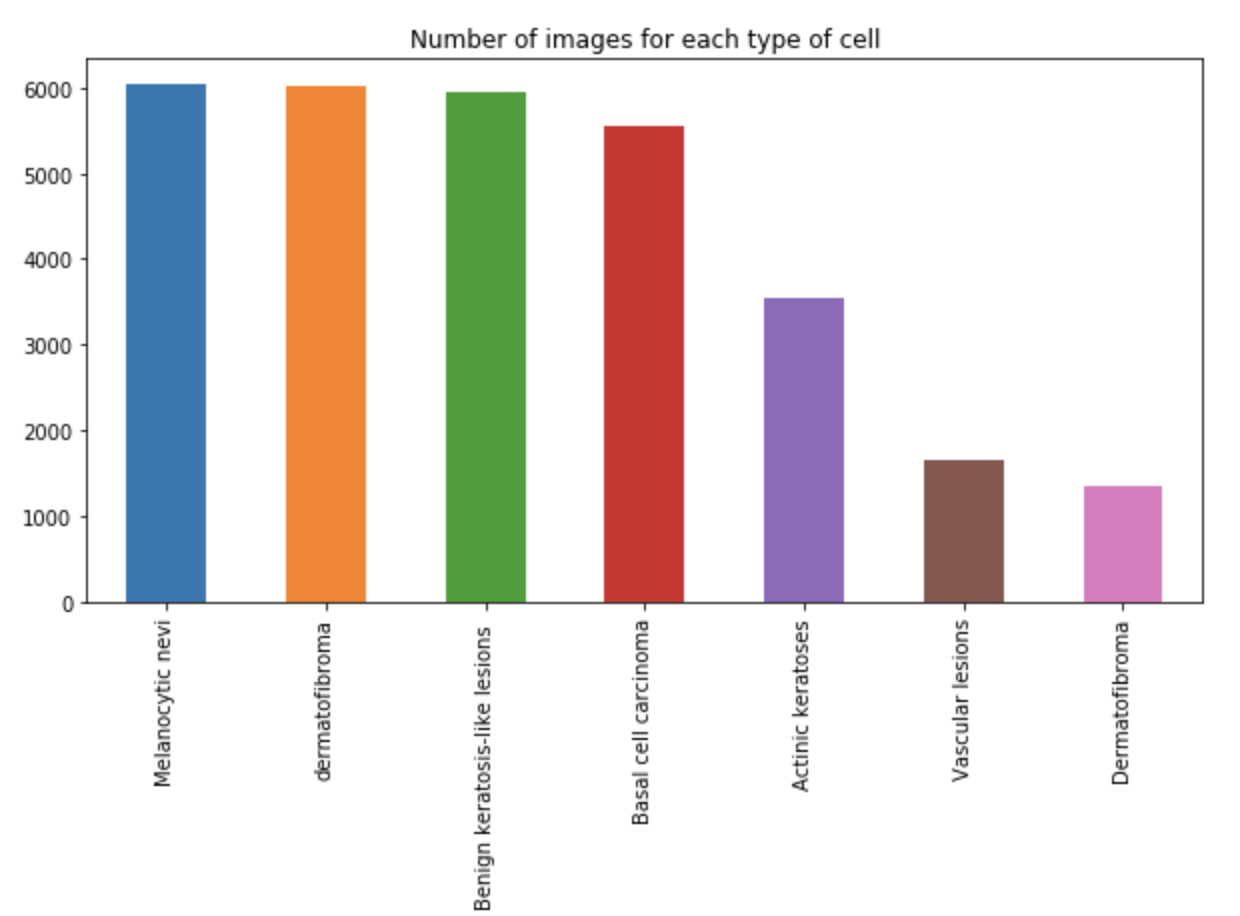 Number of images for each type of cell
6000
5000
4000
3000
2000
1000
0
Melanocytic nevi
dermatofibroma
Benign keratosis-like lesions
Basal cell carcinoma
Actinic keratoses
Vascular lesions
Dermatofibroma